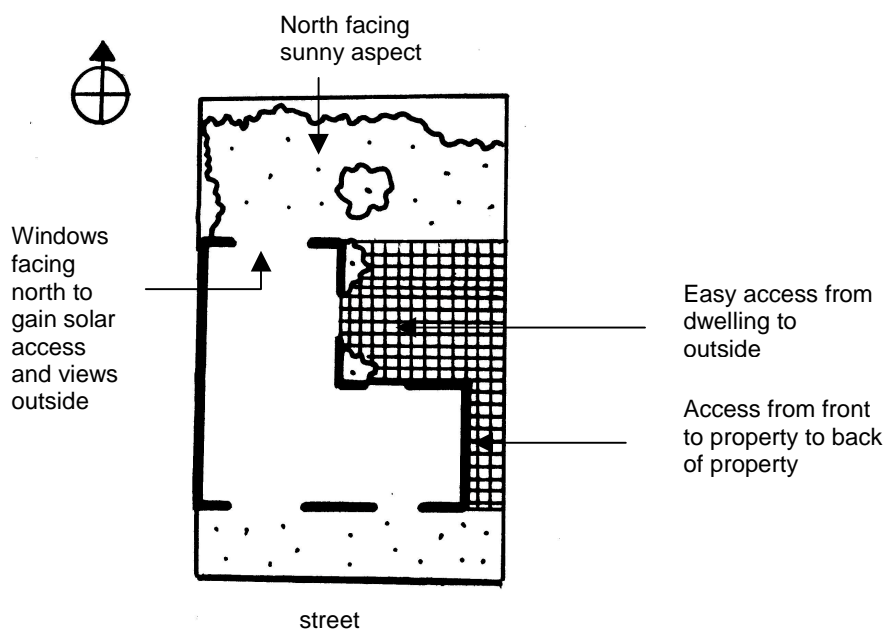 North facing
sunny aspect
Windows
facing
north to
gain solar
access
and views
outside
Easy access from
dwelling to
outside
Access from front
to property to back
of property
street